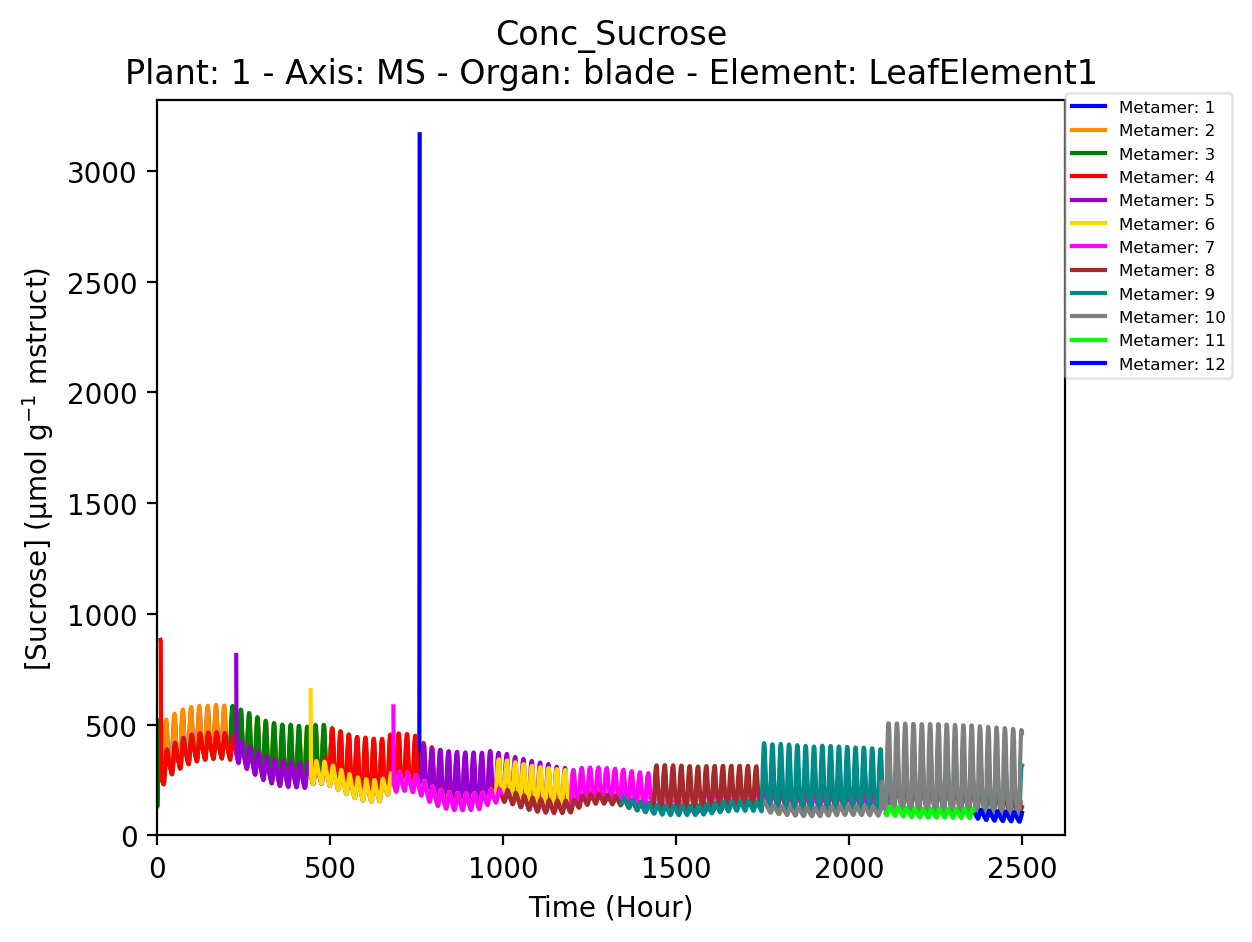 Conc_Sucrose
Plant: 1 - Axis: MS - Organ: blade - Element: LeafElement1
[Sucrose] (µmol g⁻¹ mstruct)
3000
2500
2000
1500
1000
500
0
0 500 1000 1500 2000 2500
Time (Hour)
Metamer: 1
Metamer: 2
Metamer: 3
Metamer: 4
Metamer: 5
Metamer: 6
Metamer: 7
Metamer: 8
Metamer: 9
Metamer: 10
Metamer: 11
Metamer: 12